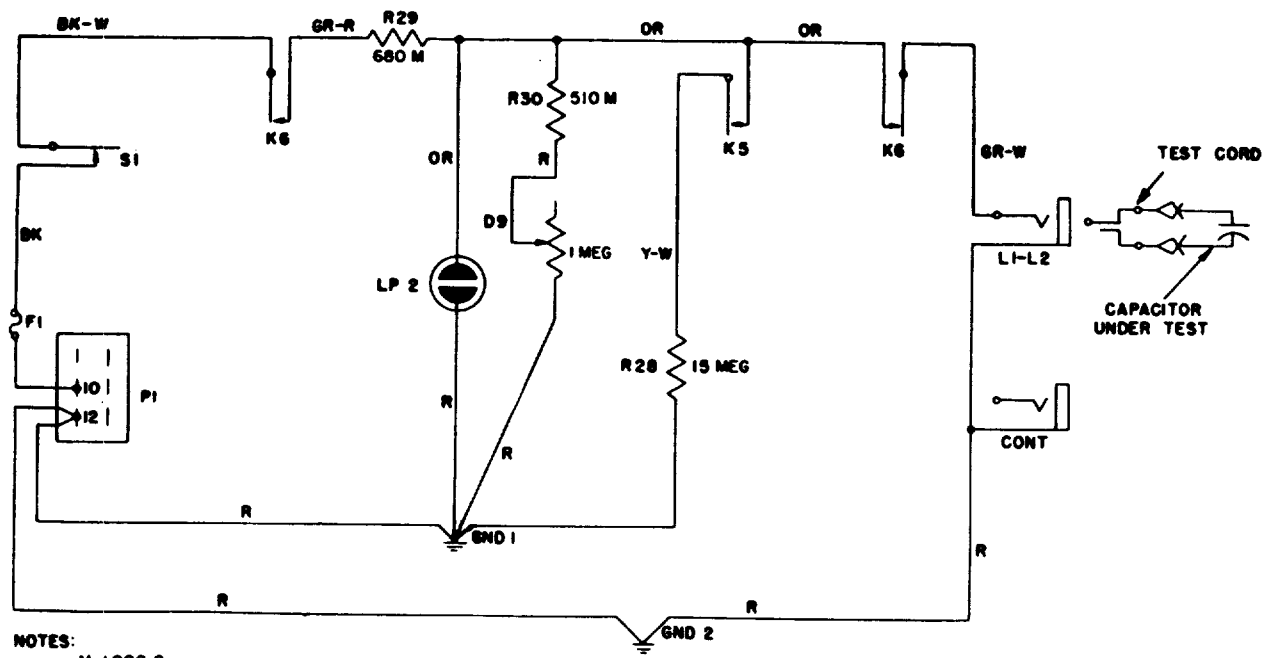 BK-W
GR-R
R29
680 M
OR
OR
K6
S1
BK
F1
10
12
P1
OR
R30
510 M
R
D9
1 MEG
LP 2
R
R
K5
Y-W
R28
15 MEG
K6
GR-W
L1-L2
TEST CORD
CAPACITOR
UNDER TEST
CONT
R
GND 1
R
R
R
GND 2
NOTES: